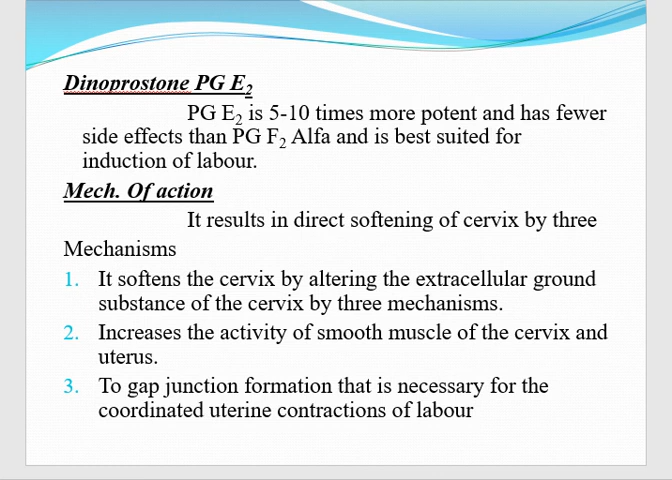 Dinoprostone PG E2
PG E2 is 5-10 times more potent and has fewer
side effects than PG F2 Alfa and is best suited for
induction of labour.
Mech. Of action
It results in direct softening of cervix by three
Mechanisms
1. It softens the cervix by altering the extracellular ground
substance of the cervix by three mechanisms.
2. Increases the activity of smooth muscle of the cervix and
uterus.
3. To gap junction formation that is necessary for the
coordinated uterine contractions of labour